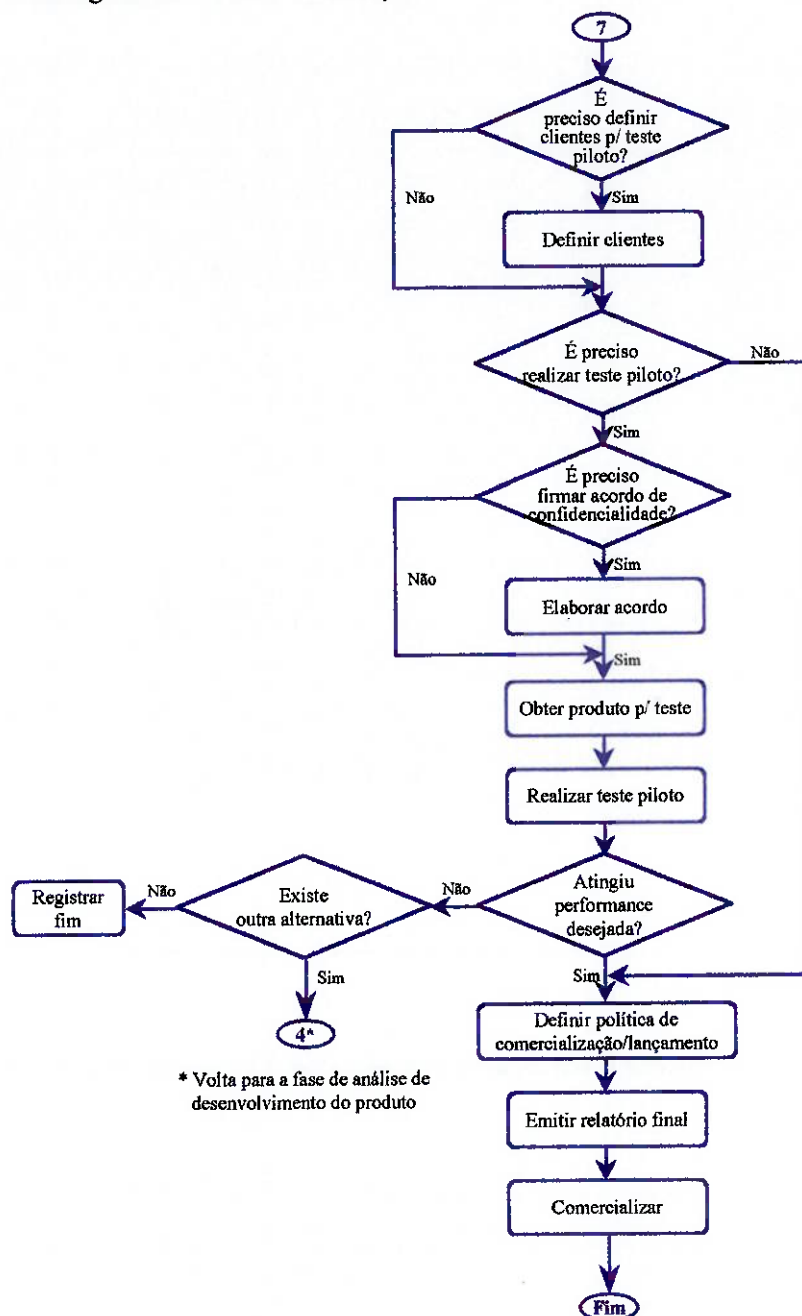 7
É
preciso definir
clientes p/ teste
piloto?
Não
Sim
Definir clientes
É preciso
realizar teste piloto?
Não
Sim
É preciso
firmar acordo de
confidencialidade?
Não
Sim
Elaborar acordo
Sim
Obter produto p/ teste
Realizar teste piloto
Registrar
fim
Não
Existe
outra alternativa?
Não
Atingiu
performance
desejada?
Sim
Sim
4*
Definir política de
comercialização/lançamento
* Volta para a fase de análise de
desenvolvimento do produto
Emitir relatório final
Comercializar
Fim